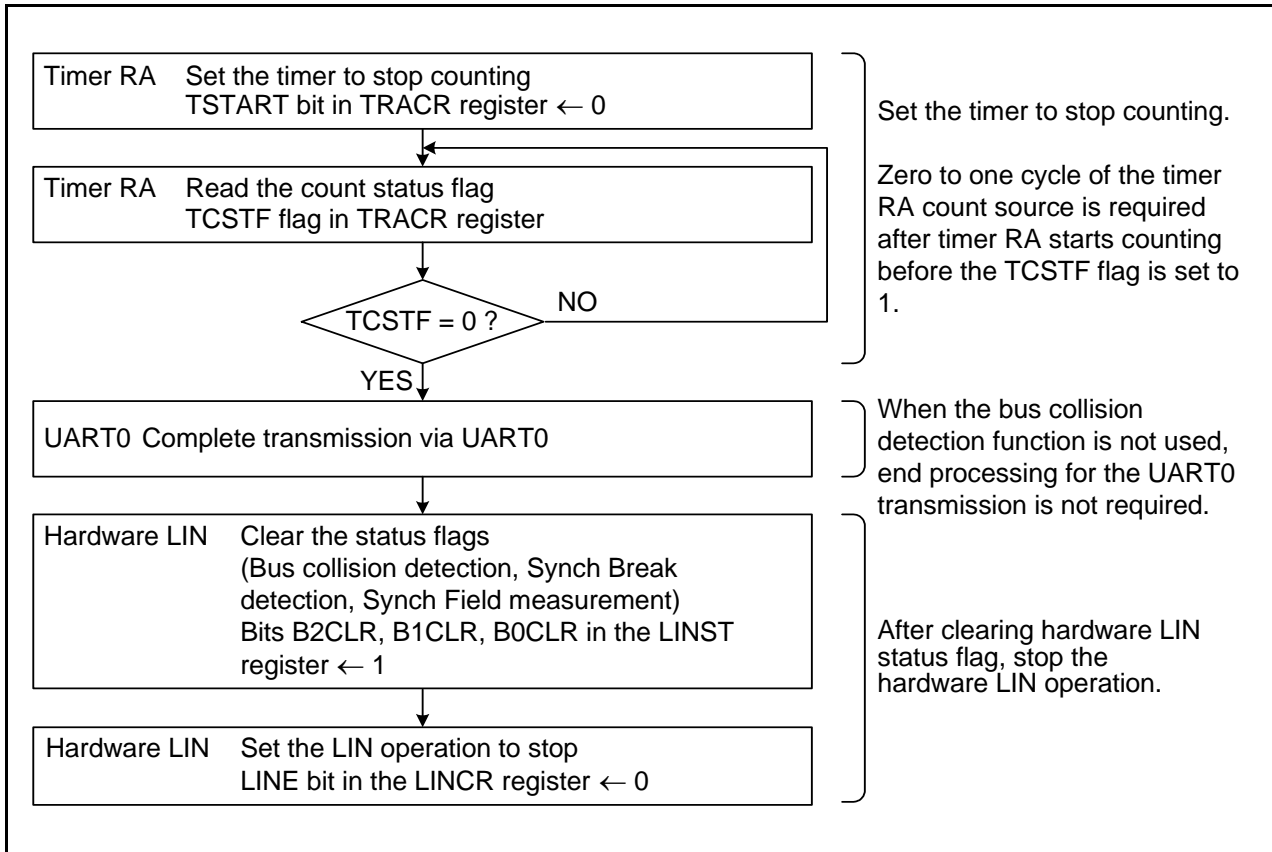 Timer RA Set the timer to stop counting
TSTART bit in TRACR register ← 0
Set the timer to stop counting.
Timer RA Read the count status flag
TCSTF flag in TRACR register
Zero to one cycle of the timer
RA count source is required
after timer RA starts counting
before the TCSTF flag is set to
1.
TCSTF = 0 ?
NO
YES
UART0 Complete transmission via UART0
When the bus collision
detection function is not used,
end processing for the UART0
transmission is not required.
Hardware LIN Clear the status flags
(Bus collision detection, Synch Break
detection, Synch Field measurement)
Bits B2CLR, B1CLR, B0CLR in the LINST
register ← 1
After clearing hardware LIN
status flag, stop the
hardware LIN operation.
Hardware LIN Set the LIN operation to stop
LINE bit in the LINCR register ← 0